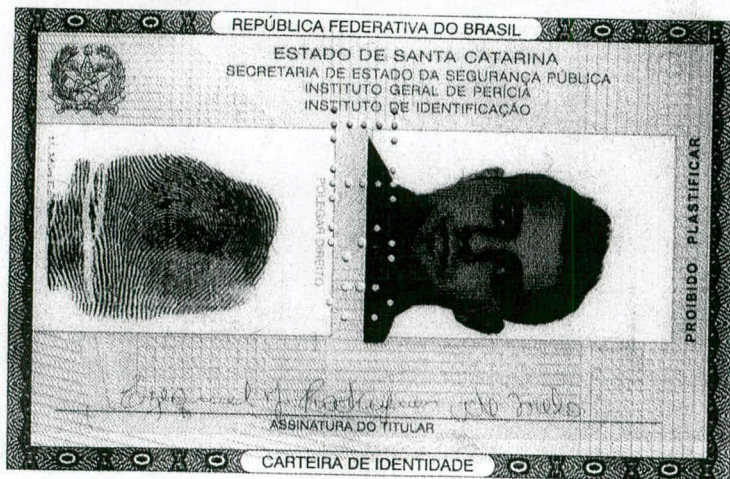 REPÚBLICA FEDERATIVA DO BRASIL
ESTADO DE SANTA CATARINA
SECRETARIA DE ESTADO DA SEGURANÇA PÚBLICA
INSTITUTO GERAL DE PERÍCIA
INSTITUTO DE IDENTIFICAÇÃO
POLEGAR DIREITO
PROIBIDO PLASTIFICAR
de
ASSINATURA DO TITULAR
CARTEIRA DE IDENTIDADE